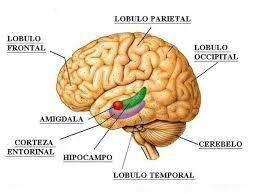 LOBULO PARIETAL
LOBULO
FRONTAL
LOBULO
OCCIPITAL
AMIGDALA
CORTEZA
ENTORINAL
HIPOCAMPO
CEREBELO
LOBULO TEMPORAL